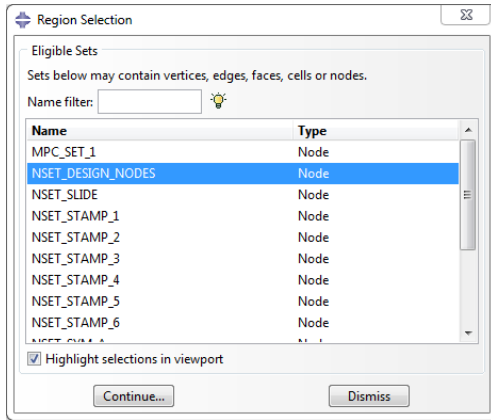 Region Selection
Eligible Sets
Sets below may contain vertices, edges, faces, cells or nodes.
Name filter:
Name Type
MPC_SET_1 Node
NSET_DESIGN_NODES Node
NSET_SLIDE Node
NSET_STAMP_1 Node
NSET_STAMP_2 Node
NSET_STAMP_3 Node
NSET_STAMP_4 Node
NSET_STAMP_5 Node
NSET_STAMP_6 Node
Node
Highlight selections in viewport
Continue... Dismiss